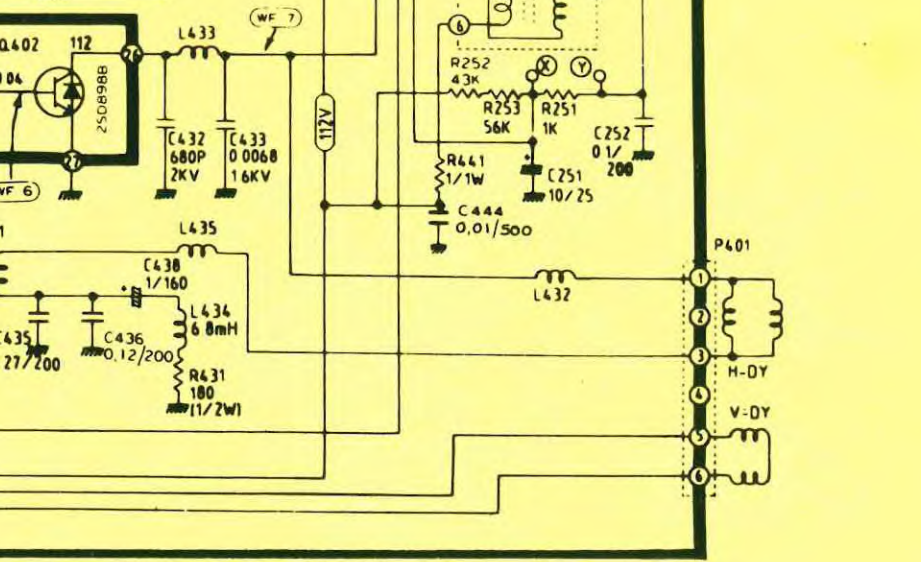 WF 7
6
Q402
112
26
L433
R252
43K
X
Y
04
2SD898B
112V
R253
56K
R251
1K
C252
0.1/
200
C432
680P
2KV
C433
0.0068
1.6KV
27
WF 6
R441
1/1W
C251
10/25
C444
0,01/500
L435
P401
C438
1/160
L432
1
2
L434
6.8mH
C435
27/200
C436
0,12/200
3
H-DY
R431
180
(1/2W)
4
V-DY
5
6